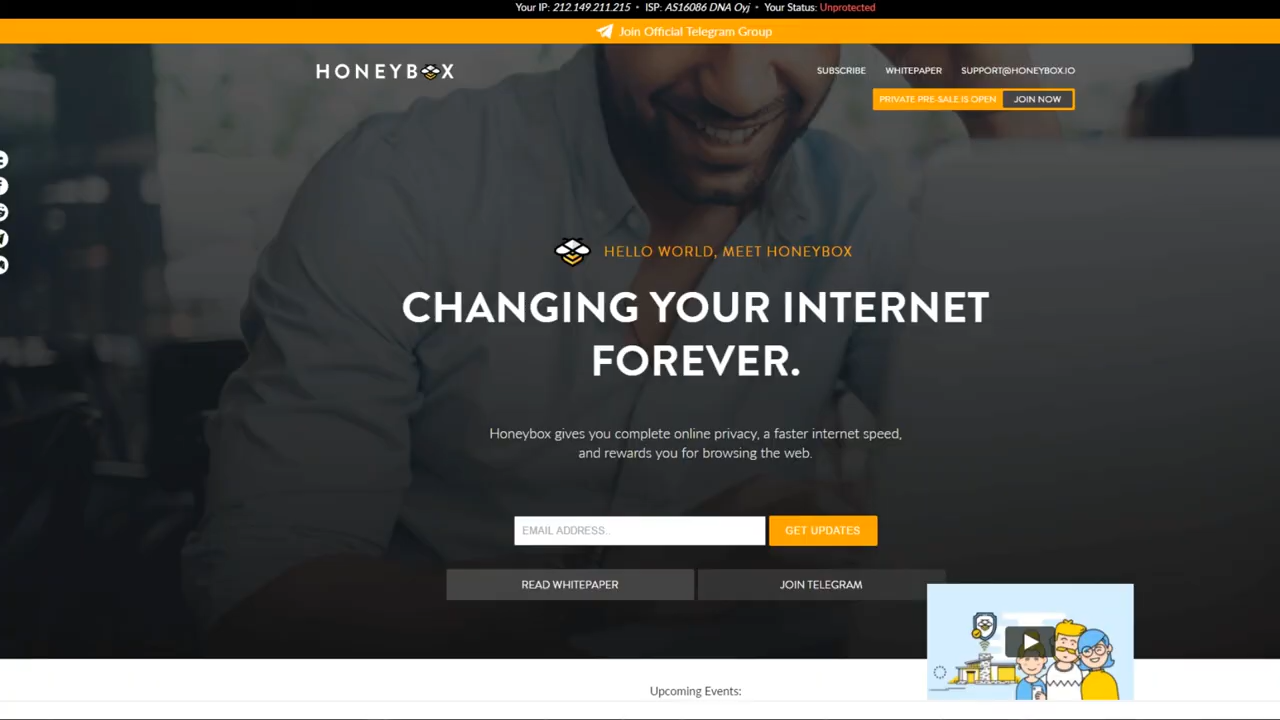 Your IP: 212.149.211.215 • ISP: AS16086 DNA Oyj • Your Status: Unprotected
Join Official Telegram Group
HONEYBOX
SUBSCRIBE WHITEPAPER SUPPORT@HONEYBOX.IO
PRIVATE PRE-SALE IS OPEN JOIN NOW
HELLO WORLD, MEET HONEYBOX
CHANGING YOUR INTERNET
FOREVER.
Honeybox gives you complete online privacy, a faster internet speed,
and rewards you for browsing the web.
EMAIL ADDRESS.. GET UPDATES
READ WHITEPAPER JOIN TELEGRAM
Upcoming Events: